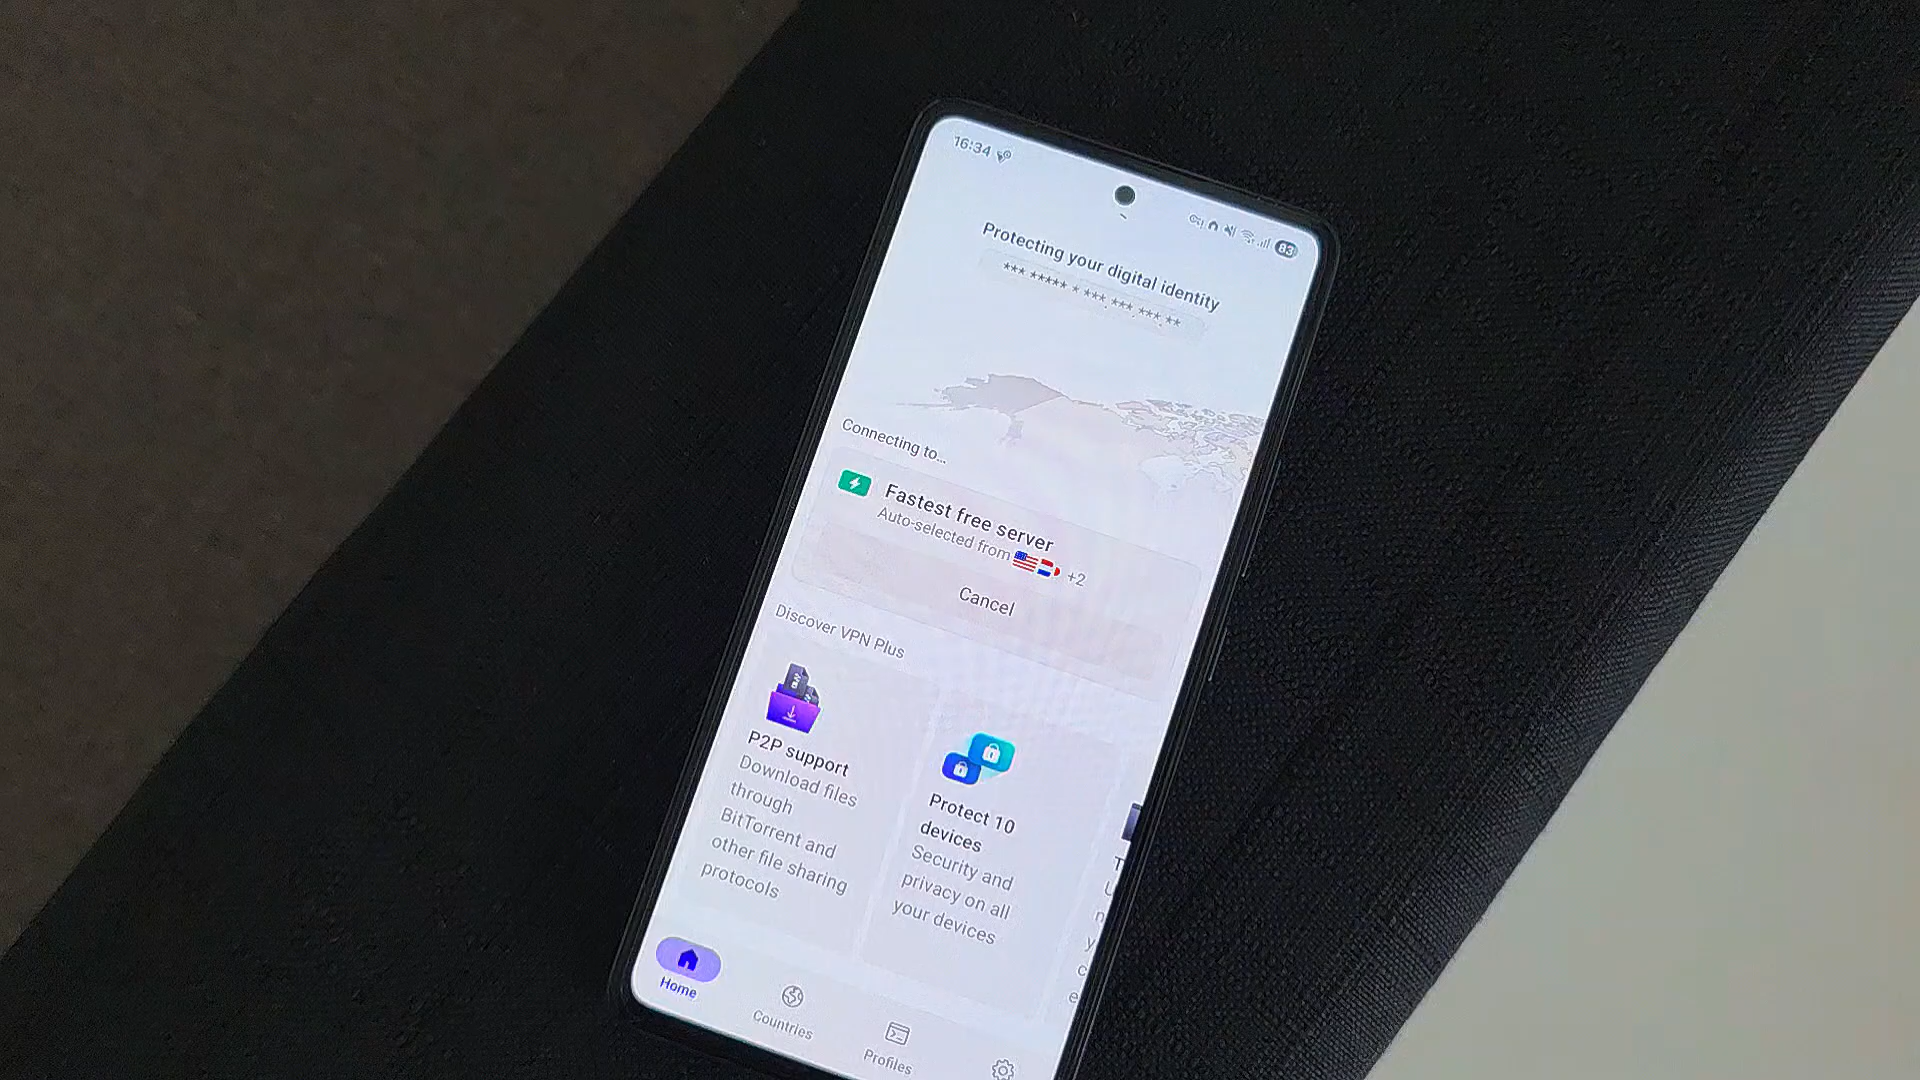 16:34
83
Protecting your digital identity
*** ***** * ***.***.***.**
Connecting to...
Fastest free server
Auto-selected from +2
Cancel
Discover VPN Plus
P2P support
Download files
through
BitTorrent and
other file sharing
protocols
Protect 10
devices
Security and
privacy on all
your devices
T
U
n
y
c
e
Home
Countries
Profiles